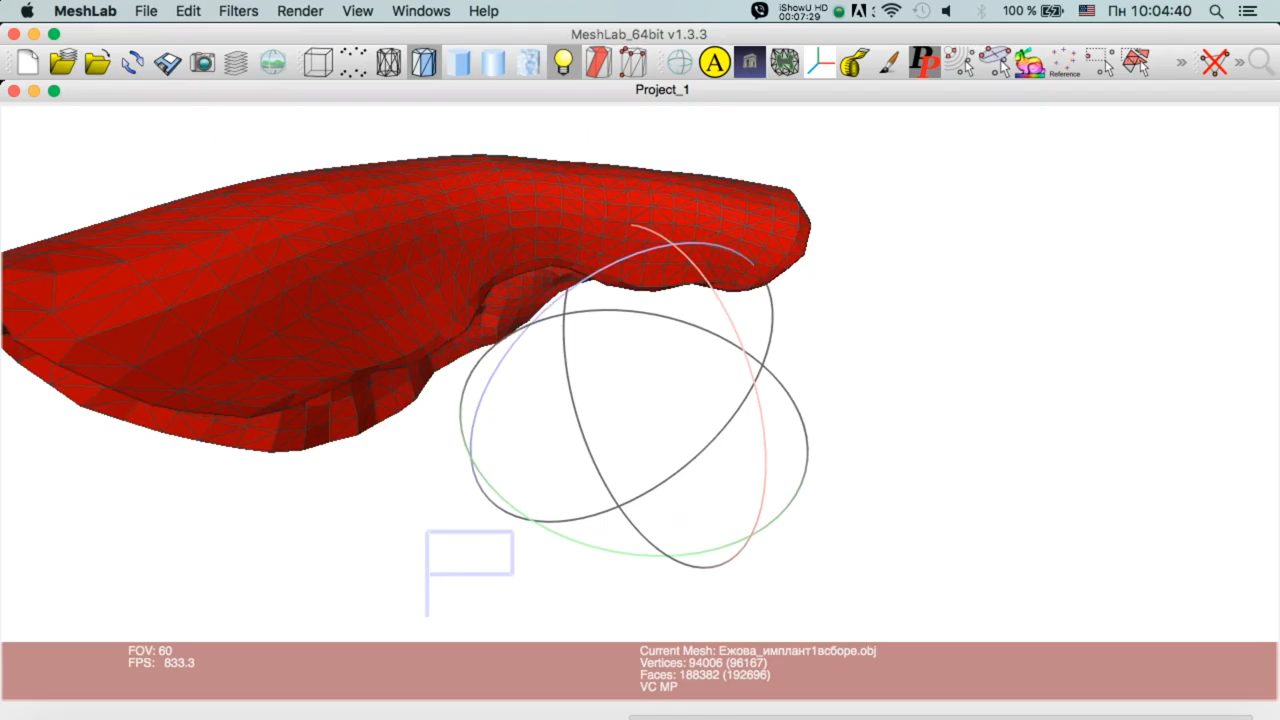 MeshLab File Edit Filters Render View Windows Help
iShowU HD
00:07:29
100 % Пн 10:04:40
MeshLab_64bit v1.3.3
A
Reference
Project_1
FOV: 60
FPS: 833.3
Current Mesh: Ежова_имплант1всборе.obj
Vertices: 94006 (96167)
Faces: 188382 (192696)
VC MP